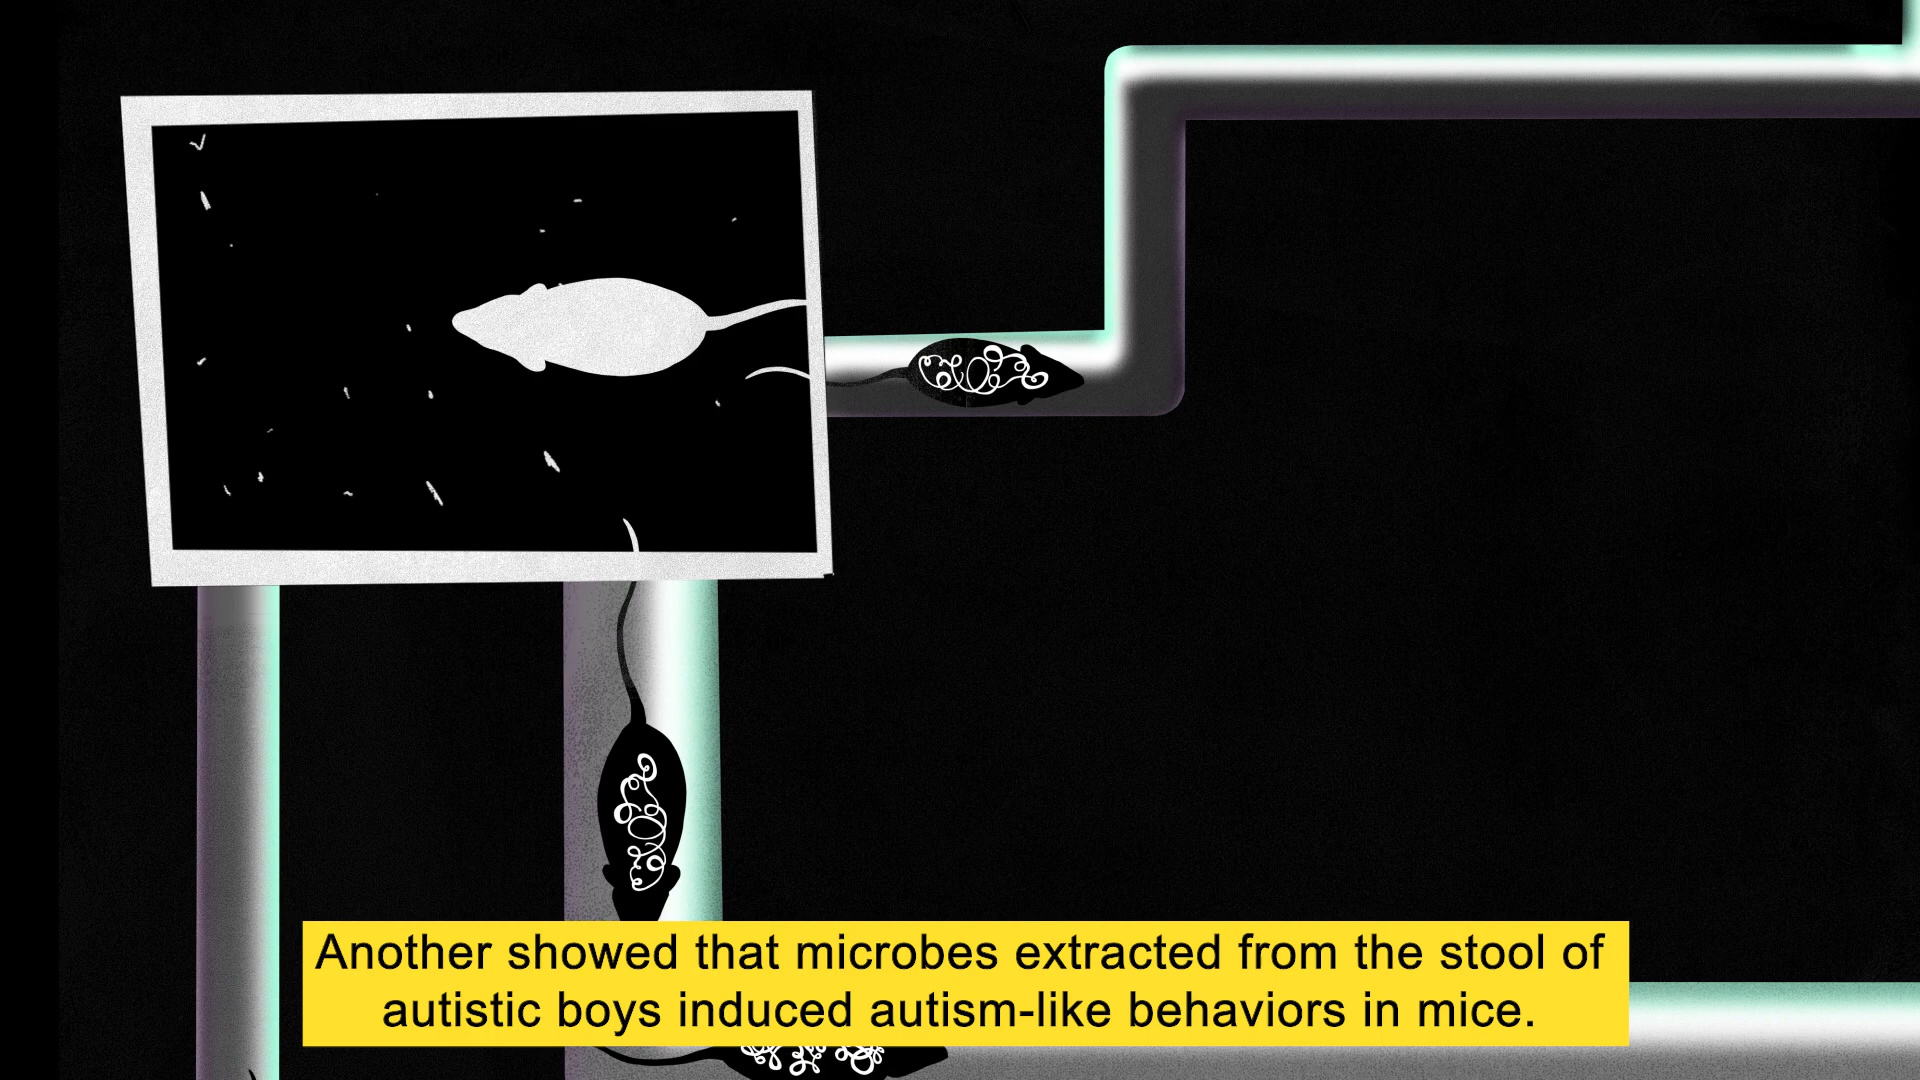 Another showed that microbes extracted from the stool of
autistic boys induced autism-like behaviors in mice.